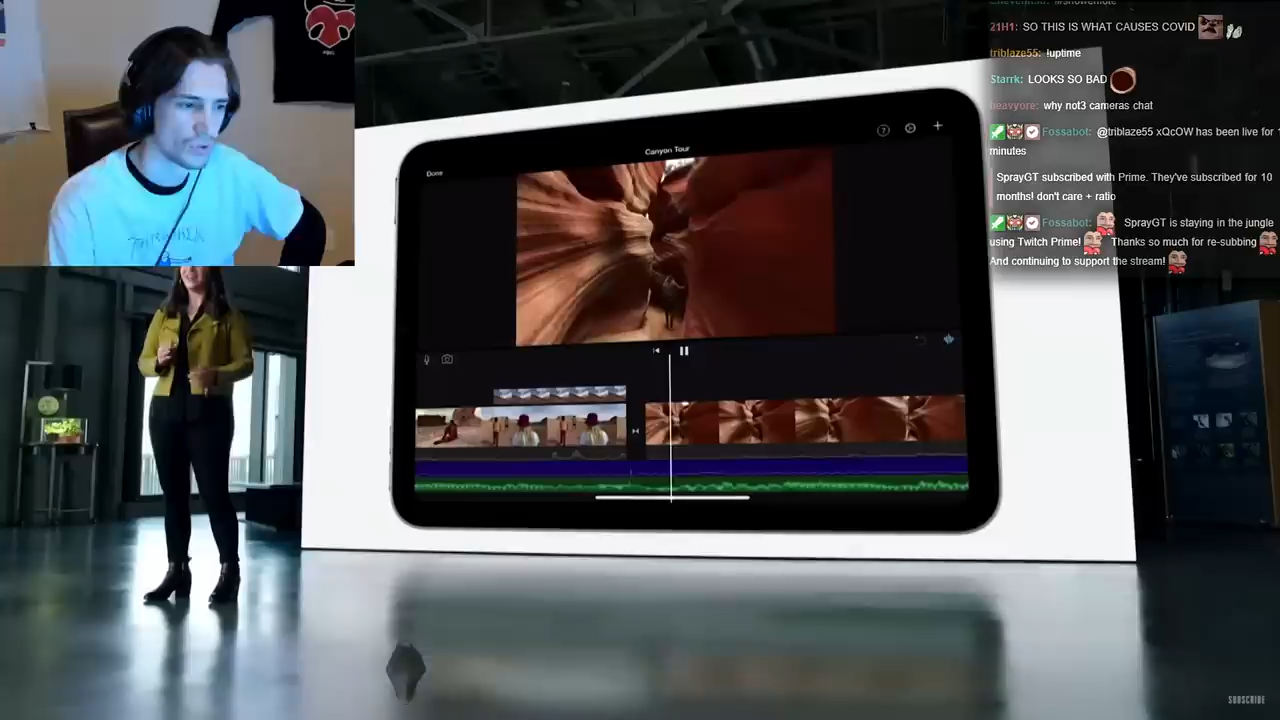 21H1: SO THIS IS WHAT CAUSES COVID
triblaze55: !uptime
Starrk: LOOKS SO BAD
heavyore: why not3 cameras chat
Fossabot: @triblaze55 xQcOW has been live for
minutes
SprayGT subscribed with Prime. They've subscribed for 10
months! don't care + ratio
Fossabot: SprayGT is staying in the jungle
using Twitch Prime! Thanks so much for re-subbing
And continuing to support the stream!
Canyon Tour
Done
SUBSCRIBE